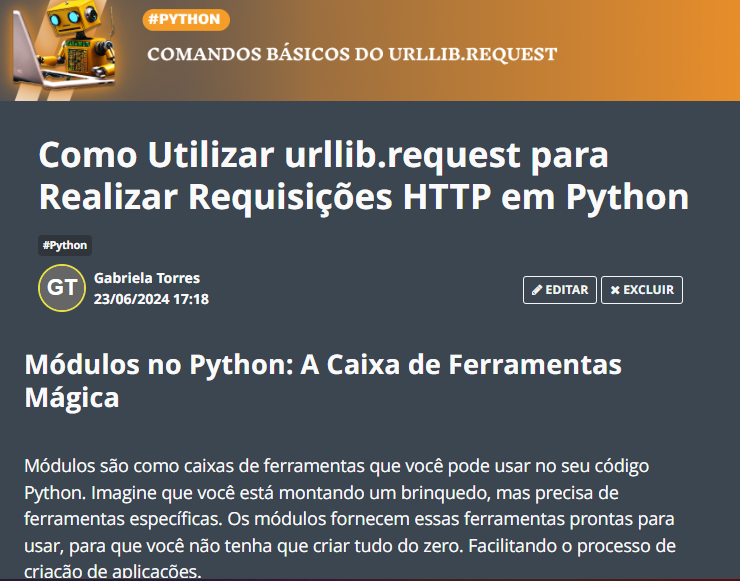 #PYTHON
COMANDOS BÁSICOS DO URLLIB.REQUEST
Como Utilizar urllib.request para
Realizar Requisições HTTP em Python
#Python
GT
Gabriela Torres
23/06/2024 17:18
EDITAR
EXCLUIR
Módulos no Python: A Caixa de Ferramentas
Mágica
Módulos são como caixas de ferramentas que você pode usar no seu código
Python. Imagine que você está montando um brinquedo, mas precisa de
ferramentas específicas. Os módulos fornecem essas ferramentas prontas para
usar, para que você não tenha que criar tudo do zero. Facilitando o processo de
criação de aplicações.